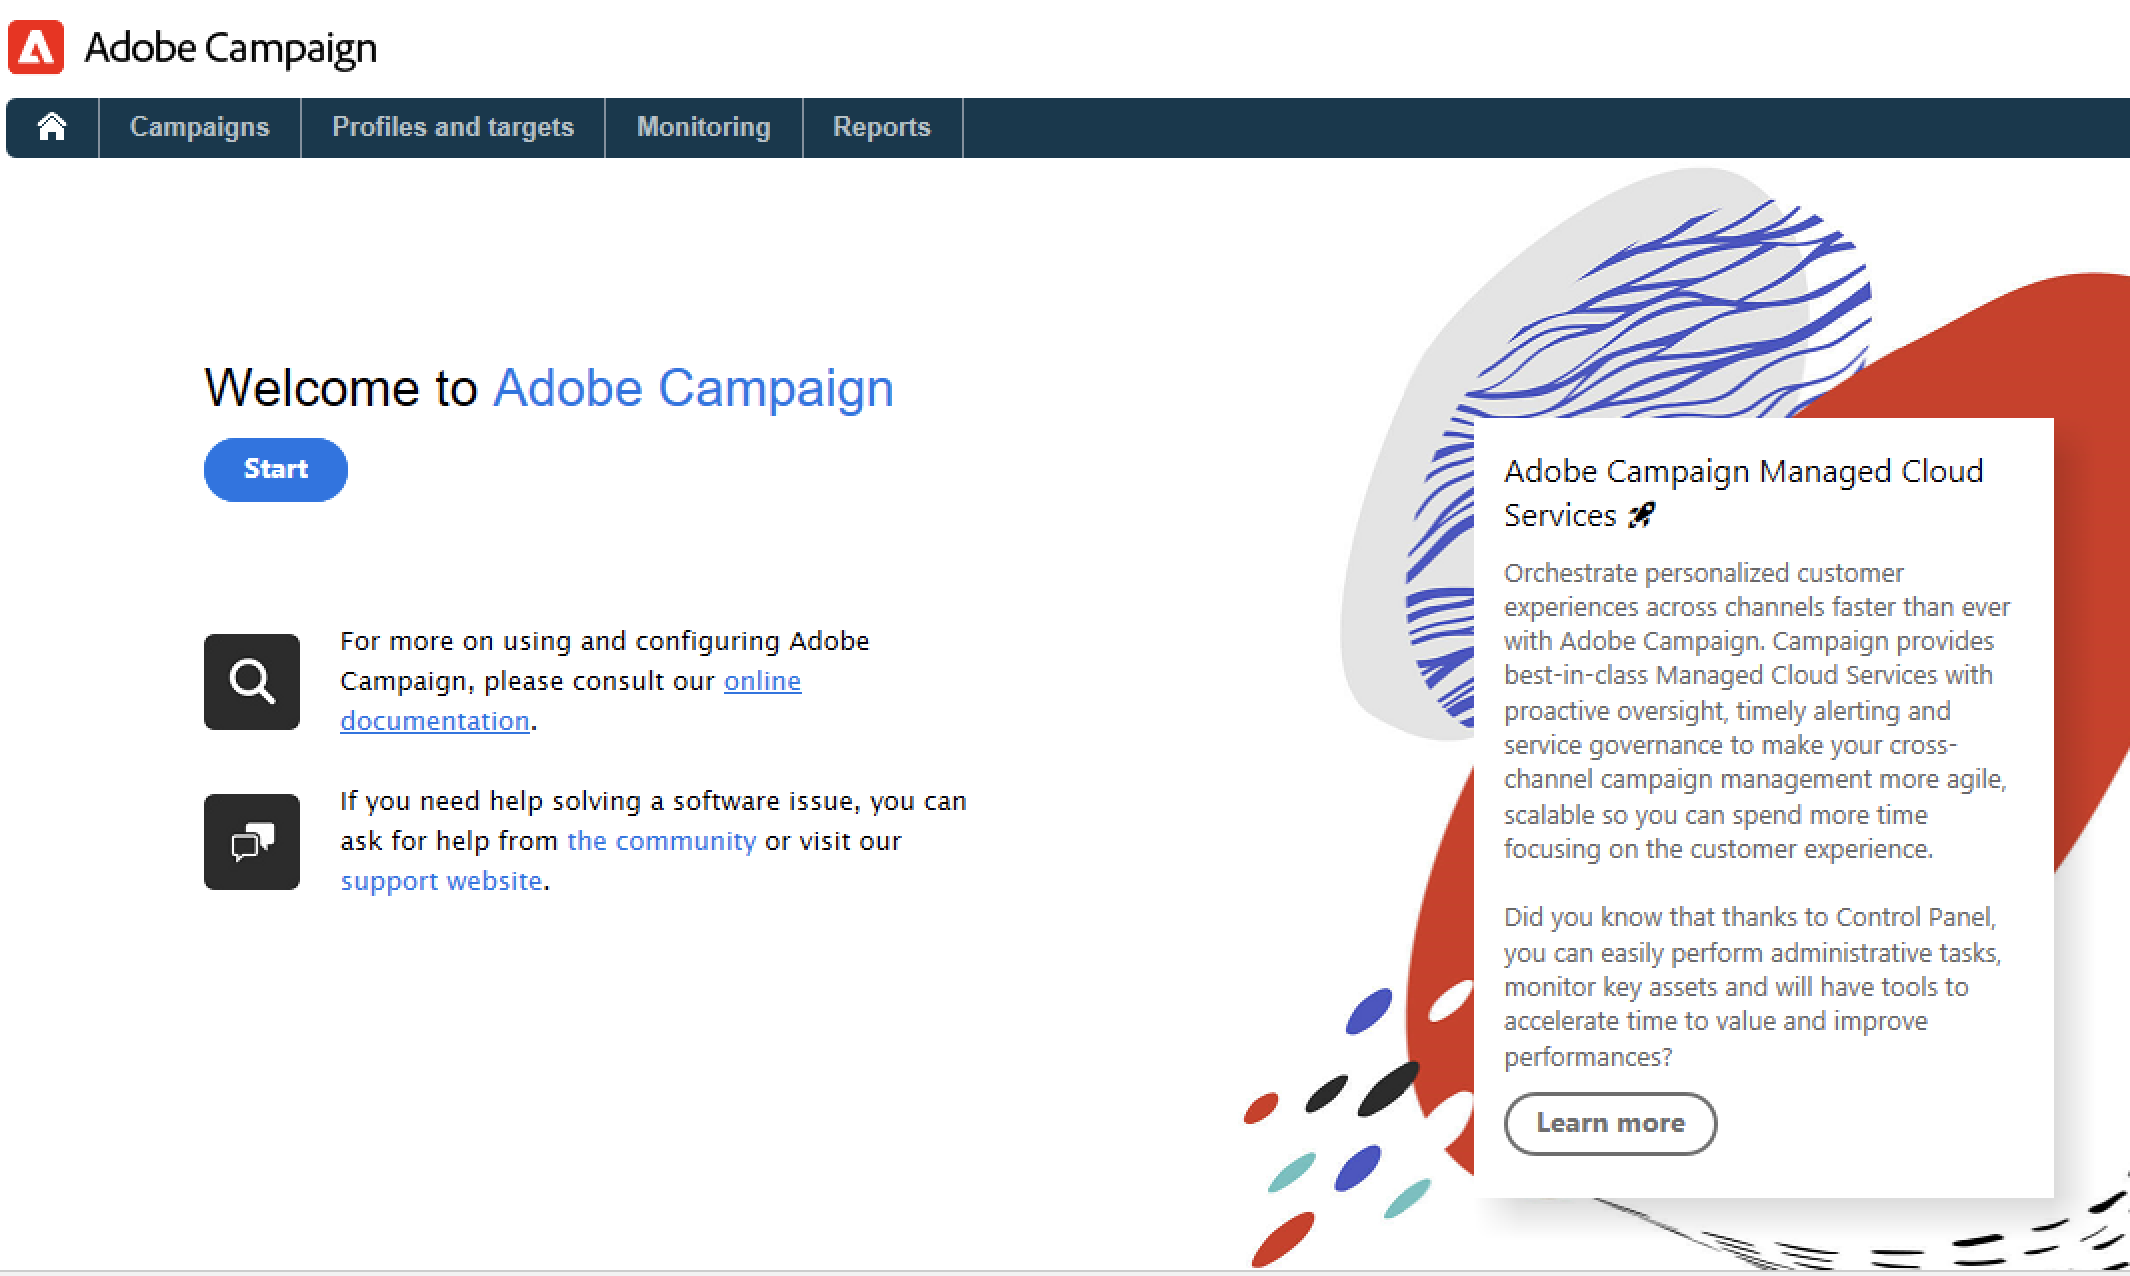 Adobe Campaign
Campaigns
Profiles and targets
Monitoring
Reports
Welcome to Adobe Campaign
Start
For more on using and configuring Adobe
Campaign, please consult our online
documentation.
If you need help solving a software issue, you can
ask for help from the community or visit our
support website.
Adobe Campaign Managed Cloud
Services
Orchestrate personalized customer
experiences across channels faster than ever
with Adobe Campaign. Campaign provides
best-in-class Managed Cloud Services with
proactive oversight, timely alerting and
service governance to make your cross-
channel campaign management more agile,
scalable so you can spend more time
focusing on the customer experience.
Did you know that thanks to Control Panel,
you can easily perform administrative tasks,
monitor key assets and will have tools to
accelerate time to value and improve
performances?
Learn more